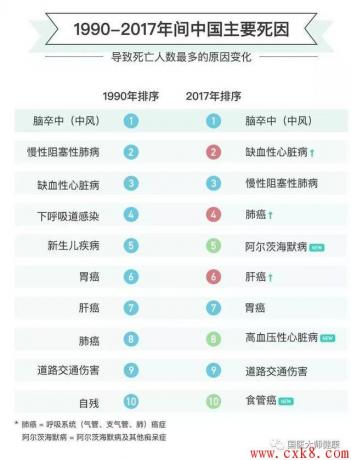 1990-2017年间中国主要死因
导致死亡人数最多的原因变化
1990年排序 2017年排序
脑卒中（中风） 1 1 脑卒中（中风）
慢性阻塞性肺病 2 2 缺血性心脏病↑
缺血性心脏病 3 3 慢性阻塞性肺病
下呼吸道感染 4 4 肺癌↑
新生儿疾病 5 5 阿尔茨海默病 NEW
胃癌 6 6 肝癌↑
肝癌 7 7 胃癌
肺癌 8 8 高血压性心脏病 NEW
道路交通伤害 9 9 道路交通伤害
自残 10 10 食管癌 NEW
* 肺癌 = 呼吸系统（气管、支气管、肺）癌症
阿尔茨海默病 = 阿尔茨海默病及其他痴呆症
国医大师健康
www.cxk8.com